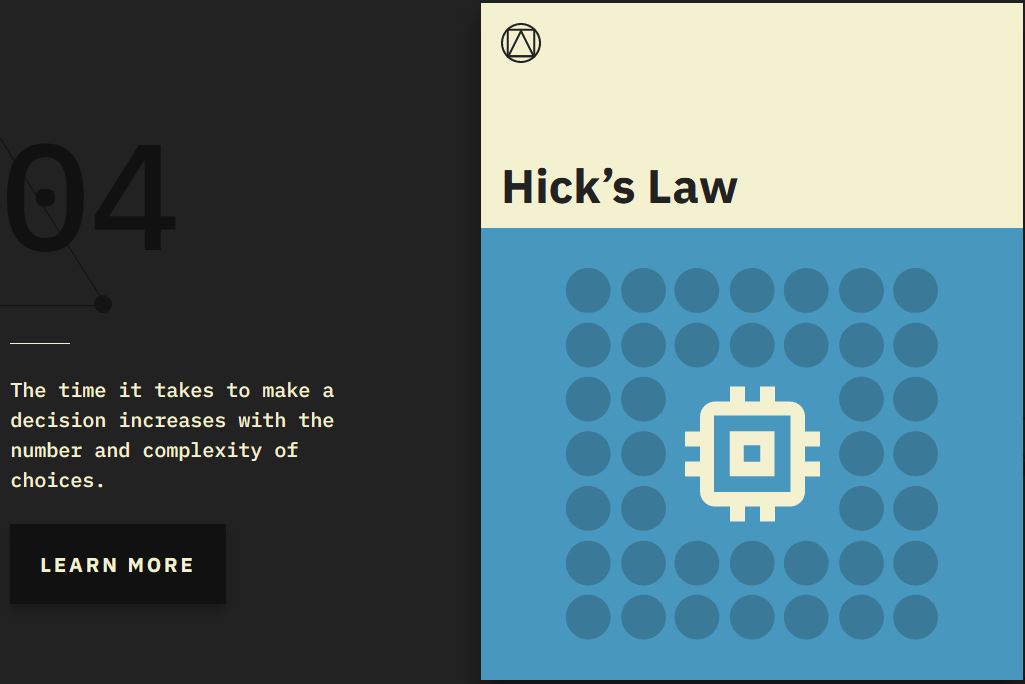 04
The time it takes to make a
decision increases with the
number and complexity of
choices.
LEARN MORE
Hick’s Law